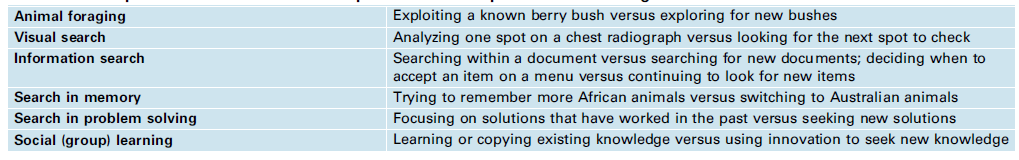 Animal foraging Exploiting a known berry bush versus exploring for new bushes
Visual search Analyzing one spot on a chest radiograph versus looking for the next spot to check
Information search Searching within a document versus searching for new documents; deciding when to
accept an item on a menu versus continuing to look for new items
Search in memory Trying to remember more African animals versus switching to Australian animals
Search in problem solving Focusing on solutions that have worked in the past versus seeking new solutions
Social (group) learning Learning or copying existing knowledge versus using innovation to seek new knowledge